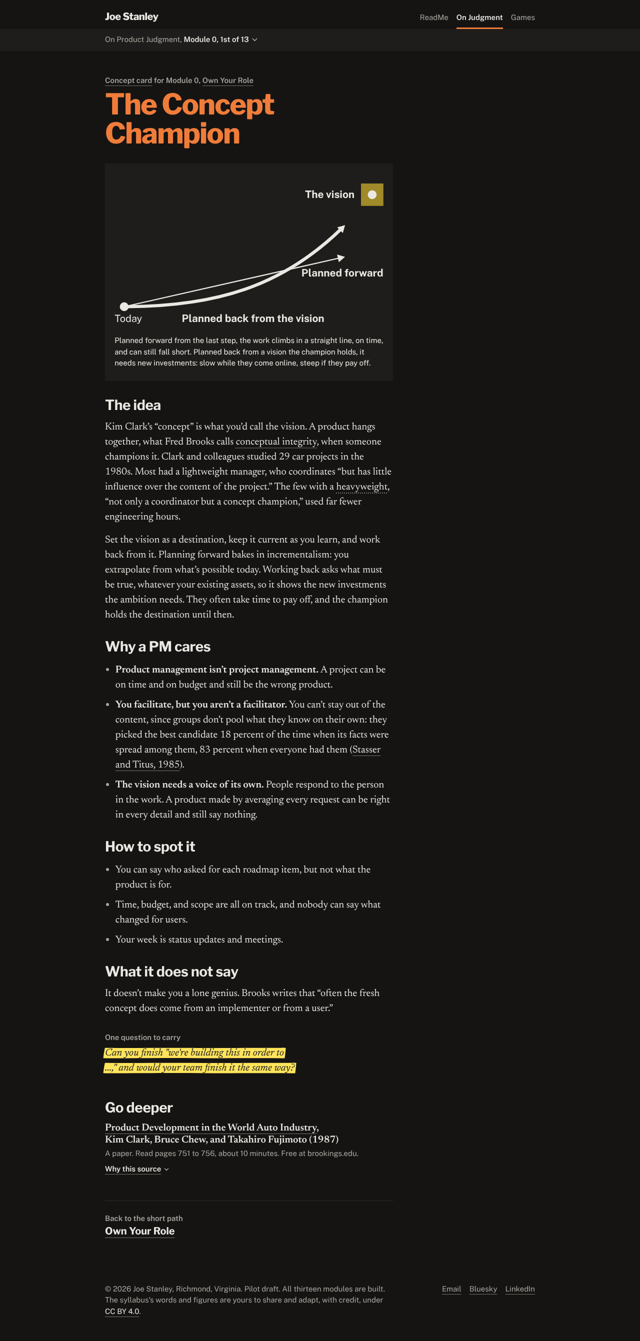 Joe Stanley
ReadMe On Judgment Games
On Product Judgment, Module 0, 1st of 13
Concept card for Module 0, Own Your Role
The Concept
Champion
The vision
Planned forward
Today
Planned back from the vision
Planned forward from the last step, the work climbs in a straight line, on time,
and can still fall short. Planned back from a vision the champion holds, it
needs new investments: slow while they come online, steep if they pay off.
The idea
Kim Clark’s “concept” is what you’d call the vision. A product hangs
together, what Fred Brooks calls conceptual integrity, when someone
champions it. Clark and colleagues studied 29 car projects in the
1980s. Most had a lightweight manager, who coordinates “but has little
influence over the content of the project.” The few with a heavyweight,
“not only a coordinator but a concept champion,” used far fewer
engineering hours.
Set the vision as a destination, keep it current as you learn, and work
back from it. Planning forward bakes in incrementalism: you
extrapolate from what’s possible today. Working back asks what must
be true, whatever your existing assets, so it shows the new investments
the ambition needs. They often take time to pay off, and the champion
holds the destination until then.
Why a PM cares
Product management isn’t project management. A project can be
on time and on budget and still be the wrong product.
You facilitate, but you aren’t a facilitator. You can’t stay out of the
content, since groups don’t pool what they know on their own: they
picked the best candidate 18 percent of the time when its facts were
spread among them, 83 percent when everyone had them (Stasser
and Titus, 1985).
The vision needs a voice of its own. People respond to the person
in the work. A product made by averaging every request can be right
in every detail and still say nothing.
How to spot it
You can say who asked for each roadmap item, but not what the
product is for.
Time, budget, and scope are all on track, and nobody can say what
changed for users.
Your week is status updates and meetings.
What it does not say
It doesn’t make you a lone genius. Brooks writes that “often the fresh
concept does come from an implementer or from a user.”
One question to carry
Can you finish “we’re building this in order to
…,” and would your team finish it the same way?
Go deeper
Product Development in the World Auto Industry,
Kim Clark, Bruce Chew, and Takahiro Fujimoto (1987)
A paper. Read pages 751 to 756, about 10 minutes. Free at brookings.edu.
Why this source
Back to the short path
Own Your Role
© 2026 Joe Stanley, Richmond, Virginia. Pilot draft. All thirteen modules are built.
The syllabus’s words and figures are yours to share and adapt, with credit, under
CC BY 4.0.
Email Bluesky LinkedIn